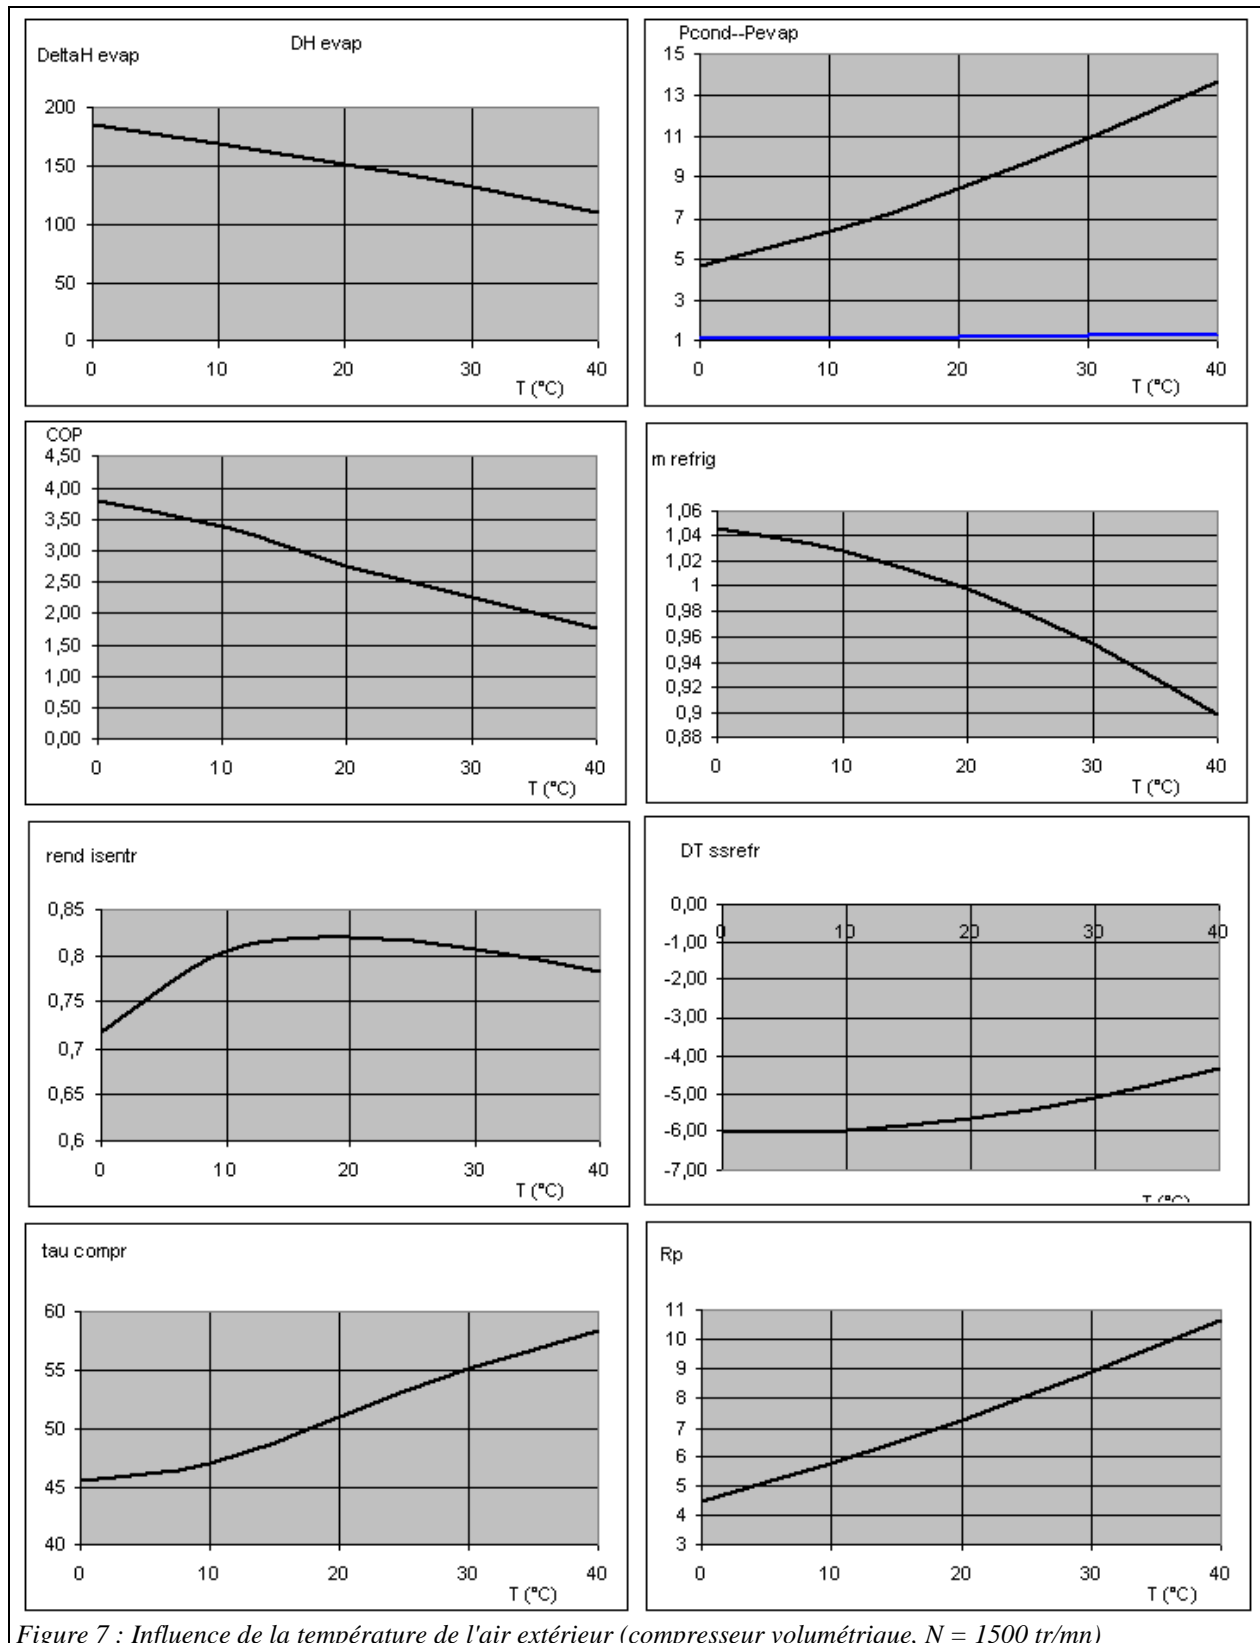 DH evap
DeltaH evap
200
150
100
50
0
0 10 20 30 40
T (°C)
Pcond--Pevap
15
13
11
9
7
5
3
1
0 10 20 30 40
T (°C)
COP
4,50
4,00
3,50
3,00
2,50
2,00
1,50
1,00
0,50
0,00
0 10 20 30 40
T (°C)
m refrig
1,06
1,04
1,02
1
0,98
0,96
0,94
0,92
0,9
0,88
0 10 20 30 40
T (°C)
rend isentr
0,85
0,8
0,75
0,7
0,65
0,6
0 10 20 30 40
T (°C)
DT ssrefr
0,00
0 10 20 30 40
-1,00
-2,00
-3,00
-4,00
-5,00
-6,00
-7,00
T (°C)
tau compr
60
55
50
45
40
0 10 20 30 40
T (°C)
Rp
11
10
9
8
7
6
5
4
3
0 10 20 30 40
T (°C)
Figure 7 : Influence de la température de l'air extérieur (compresseur volumétrique, N = 1500 tr/mn)